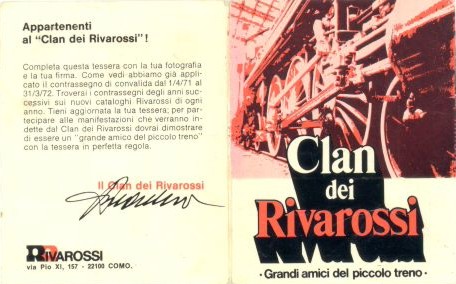 Appartenenti
al "Clan dei Rivarossi"!
Completa questa tessera con la tua fotografia
e la tua firma. Come vedi abbiamo già appli
cato il contrassegno di convalida dal 1/4/71 al
31/3/72. Troverai i contrassegni degli anni suc
cessivi sui nuovi cataloghi Rivarossi di ogni
anno. Tieni aggiornata la tua tessera; per par-
tecipare alle manifestazioni che verranno in-
dette dal Clan dei Rivarossi dovrai dimostrare
di essere un "grande amico del piccolo treno"
con la tessera in perfetta regola.
Il Clan dei Rivarossi
RIVAROSSI
via Pio XI, 157 - 22100 COMO.
Clan
dei
Rivarossi
· Grandi amici del piccolo treno ·